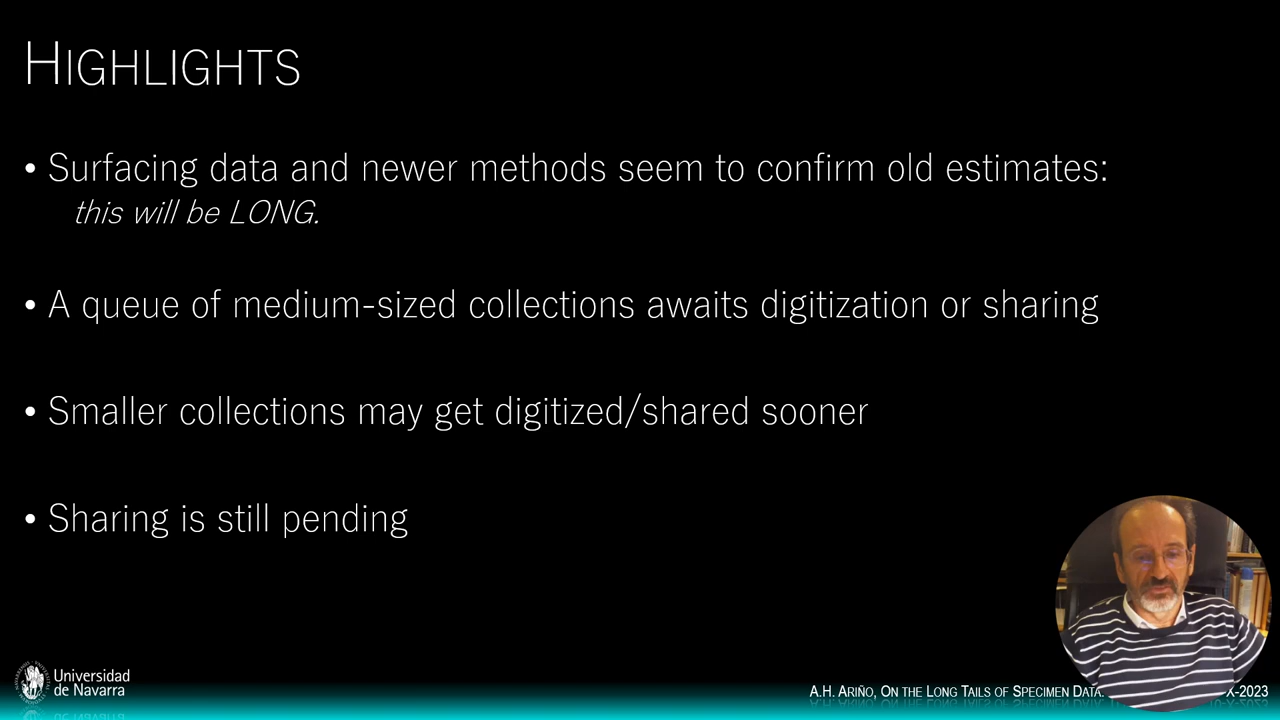 HIGHLIGHTS
• Surfacing data and newer methods seem to confirm old estimates:
this will be LONG.
• A queue of medium-sized collections awaits digitization or sharing
• Smaller collections may get digitized/shared sooner
• Sharing is still pending
Universidad
de Navarra
A.H. ARIÑO, ON THE LONG TAILS OF SPECIMEN DATA. X-2023